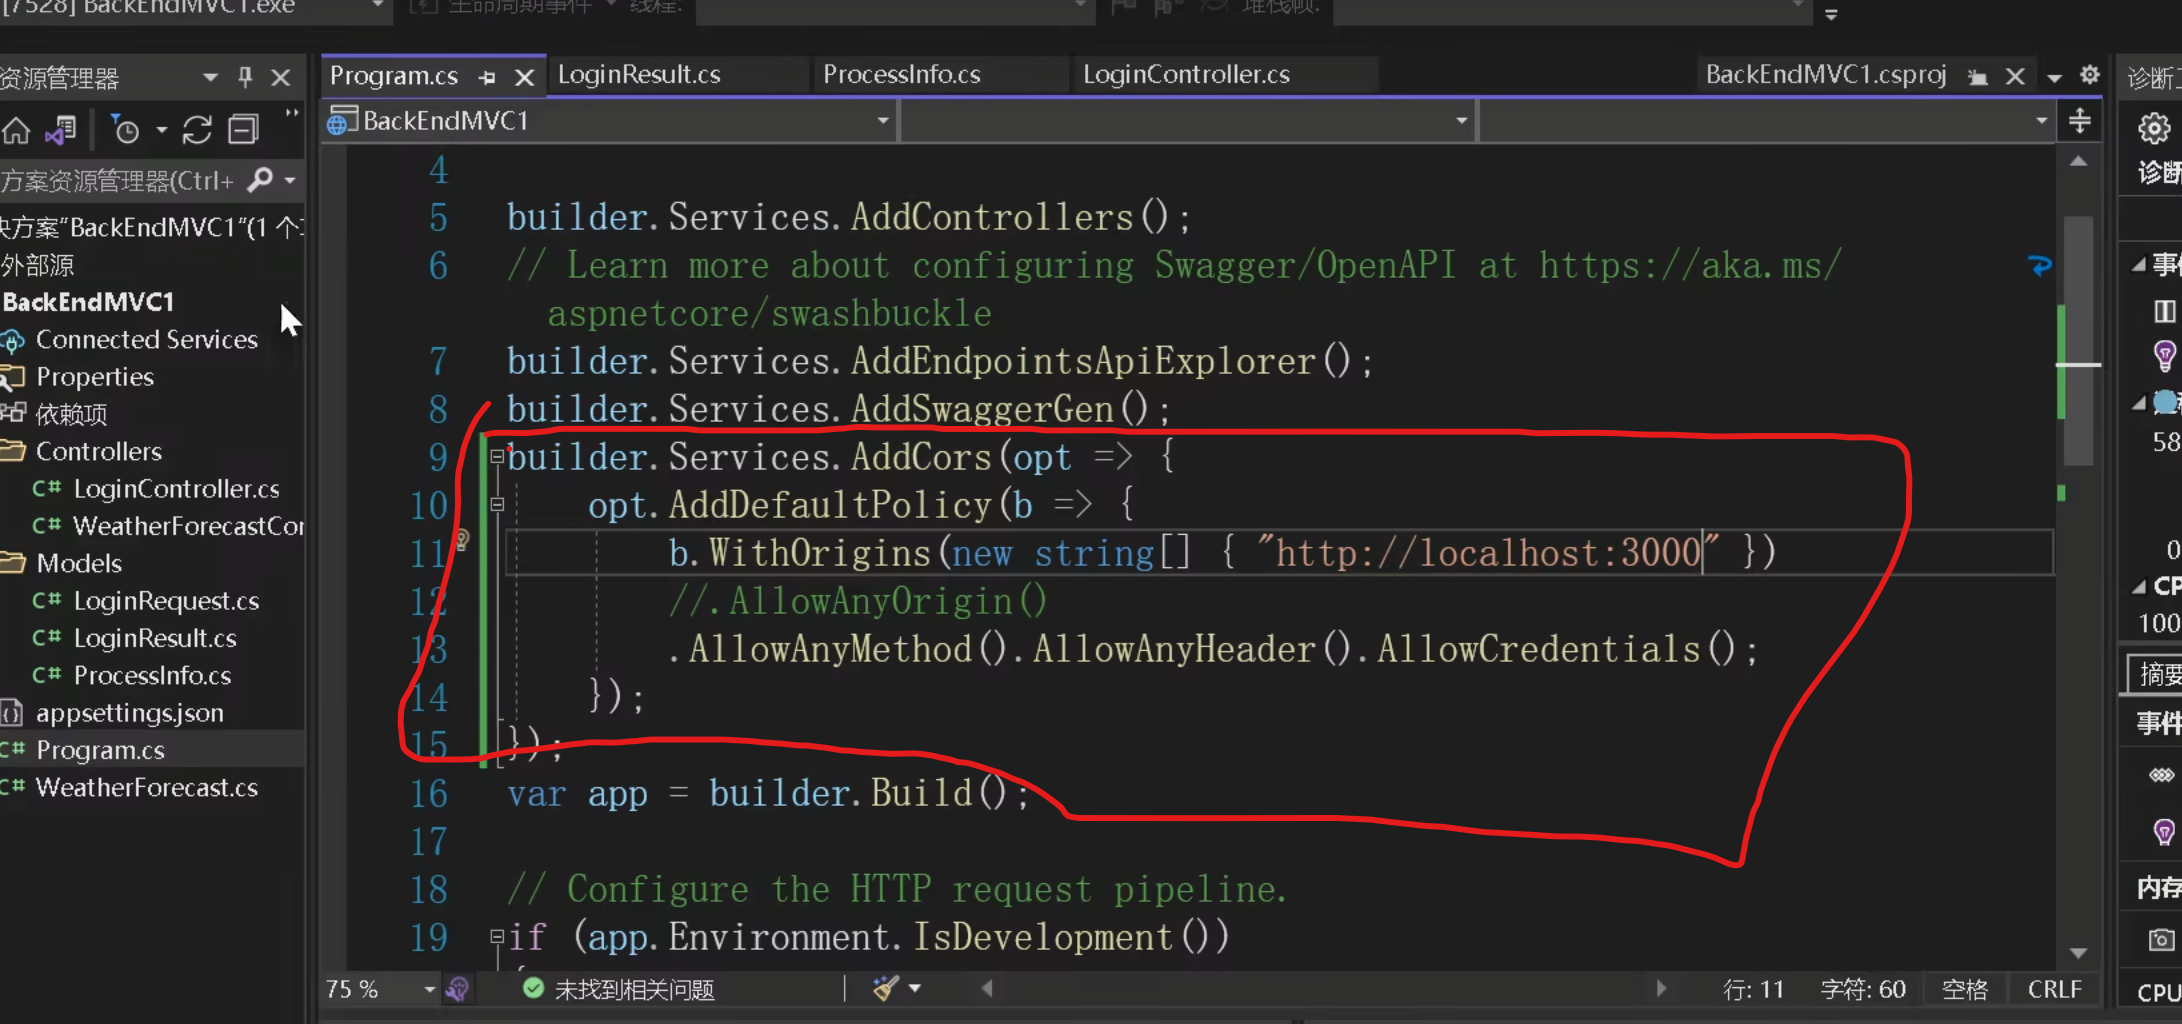 [7528] BackEndMVC1.exe
生命周期事件 线程: 堆栈帧:
资源管理器
Program.cs LoginResult.cs ProcessInfo.cs LoginController.cs BackEndMVC1.csproj
诊断
BackEndMVC1
方案资源管理器(Ctrl+
方案"BackEndMVC1"(1 个
外部源
BackEndMVC1
Connected Services
Properties
依赖项
Controllers
C# LoginController.cs
C# WeatherForecastCor
Models
C# LoginRequest.cs
C# LoginResult.cs
C# ProcessInfo.cs
appsettings.json
C# Program.cs
C# WeatherForecast.cs
4
5 builder.Services.AddControllers();
6 // Learn more about configuring Swagger/OpenAPI at https://aka.ms/
aspnetcore/swashbuckle
7 builder.Services.AddEndpointsApiExplorer();
8 builder.Services.AddSwaggerGen();
9 builder.Services.AddCors(opt => {
10 opt.AddDefaultPolicy(b => {
11 b.WithOrigins(new string[] { "http://localhost:3000" })
12 //.AllowAnyOrigin()
13 .AllowAnyMethod().AllowAnyHeader().AllowCredentials();
14 });
15 });
16 var app = builder.Build();
17
18 // Configure the HTTP request pipeline.
19 if (app.Environment.IsDevelopment())
{
75 % 未找到相关问题 行: 11 字符: 60 空格 CRLF
诊断
事件
58
0
CP
100
摘要
事件
内存
CPU